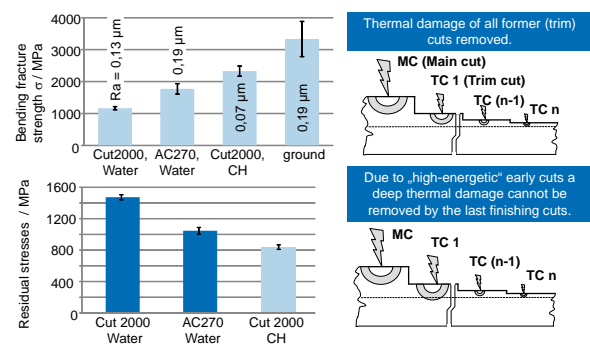 Bending fracture
strength σ / MPa
4000
3000
2000
1000
0
Ra = 0,13 µm
0,19 µm
0,07 µm
0,19 µm
Cut2000,
Water
AC270,
Water
Cut2000,
CH
ground
Residual stresses / MPa
1600
1200
800
400
0
Cut 2000
Water
AC270
Water
Cut 2000
CH
Thermal damage of all former (trim)
cuts removed.
MC (Main cut)
TC 1 (Trim cut)
TC (n-1)
TC n
Due to „high-energetic“ early cuts a
deep thermal damage cannot be
removed by the last finishing cuts.
MC
TC 1
TC (n-1)
TC n